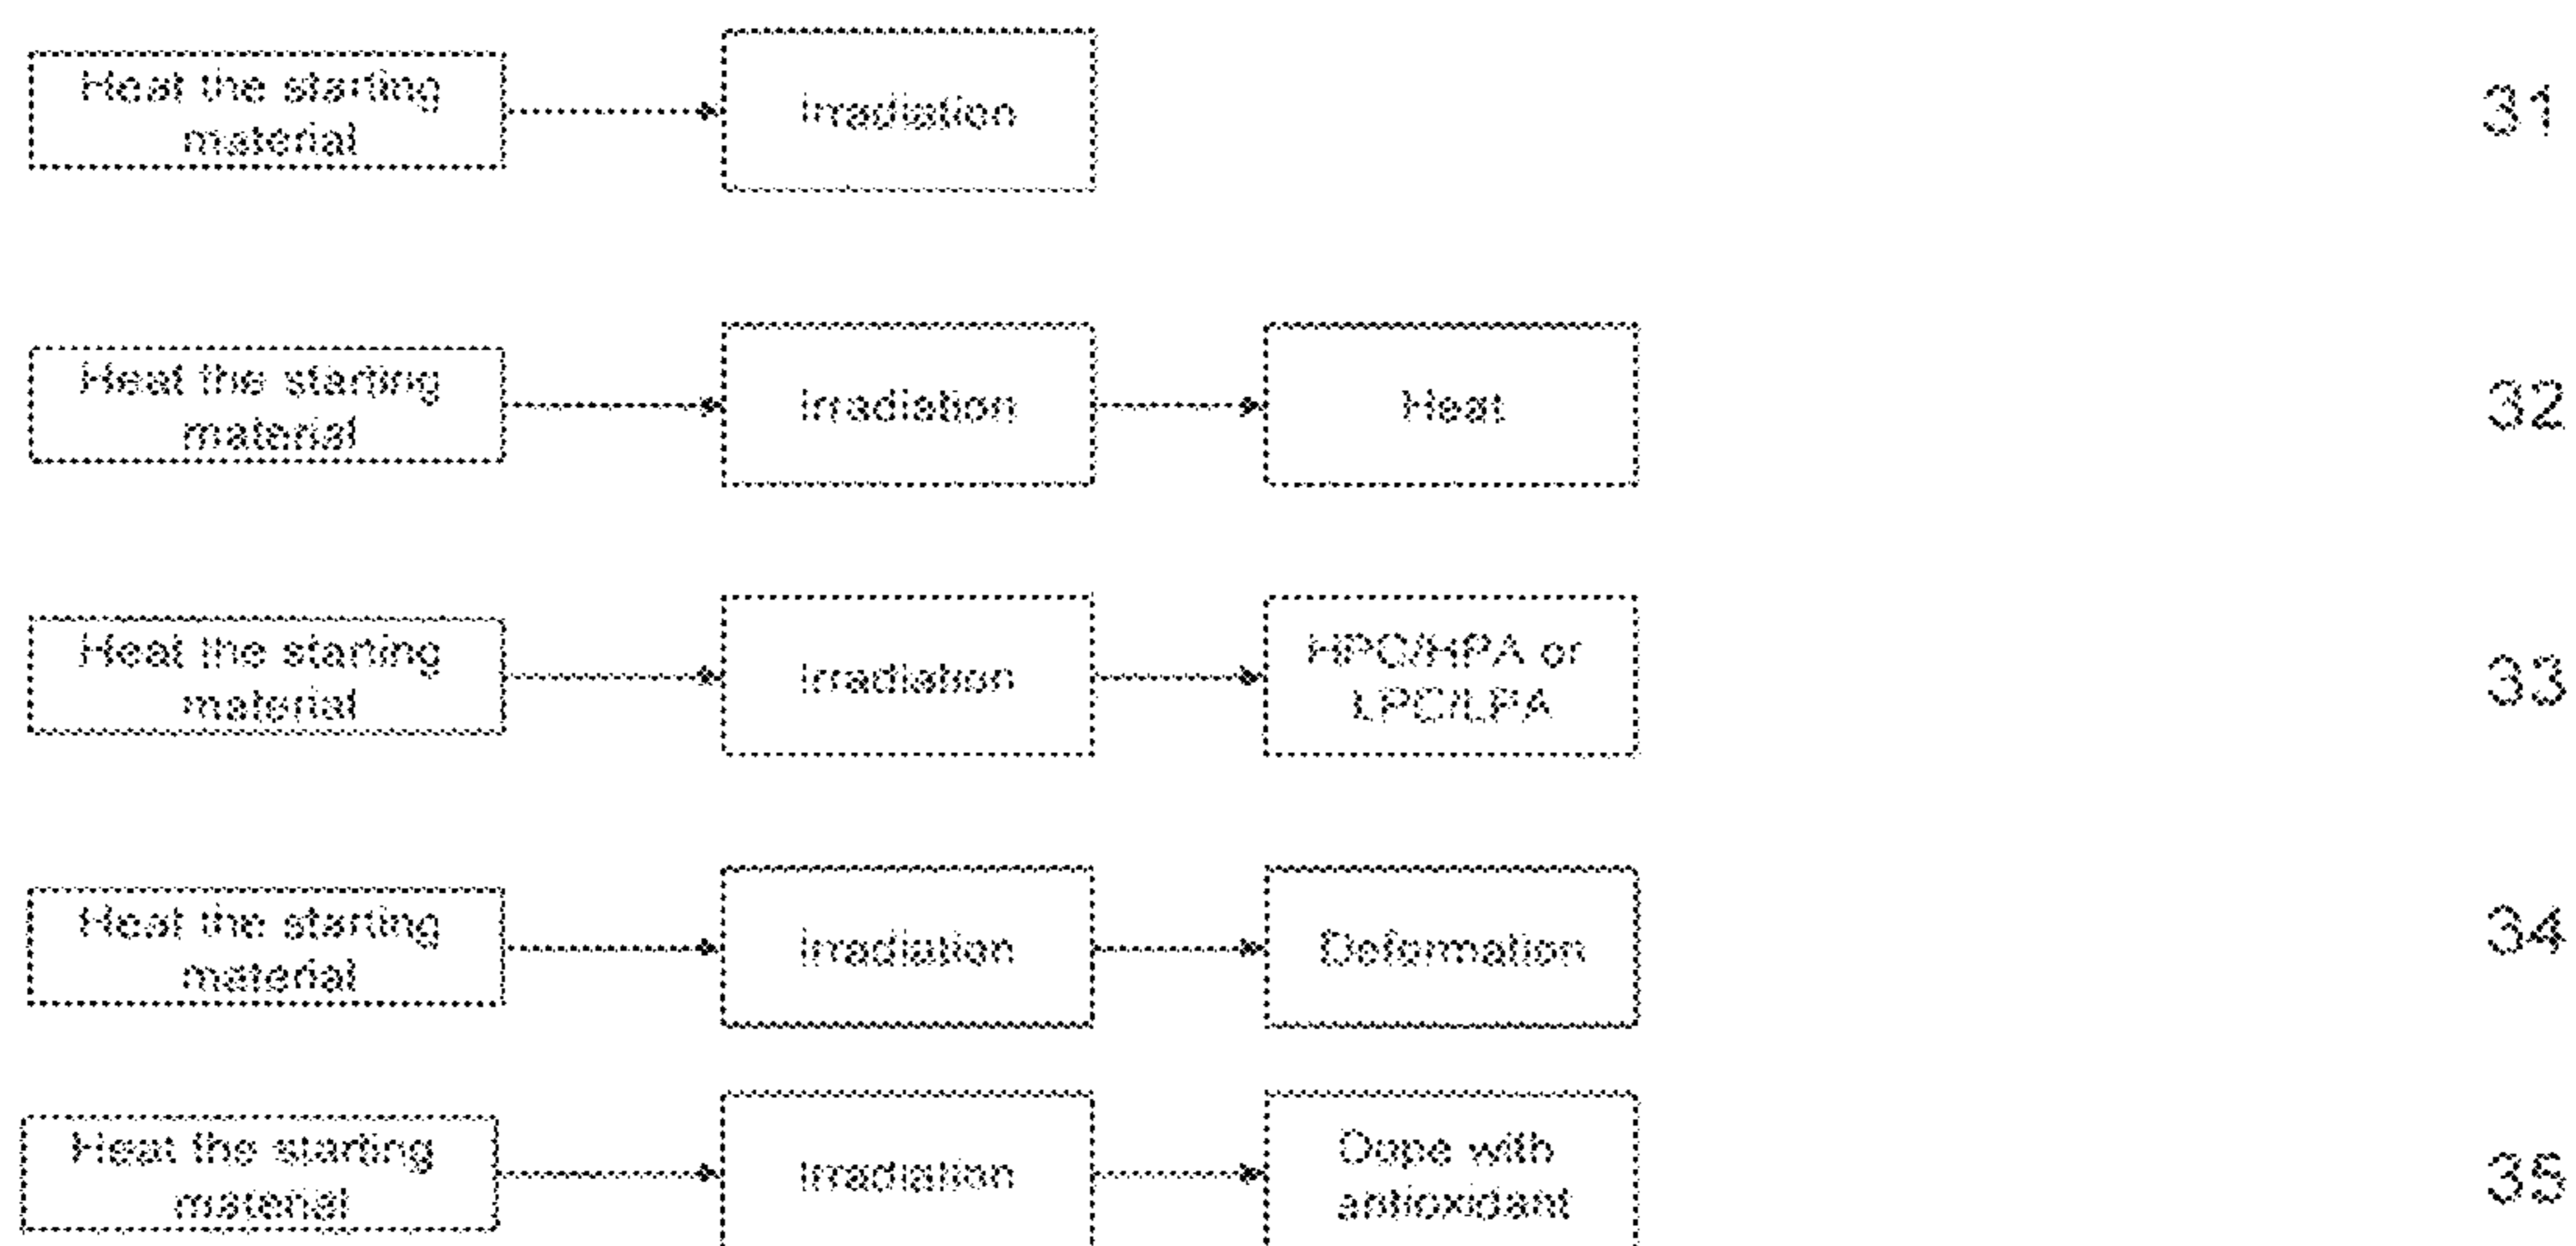 Heat the starting
material
Irradiation
31
Heat the starting
material
Irradiation
Heat
32
Heat the starting
material
Irradiation
HPC/HPA or
LPC/LPA
33
Heat the starting
material
Irradiation
Deformation
34
Heat the starting
material
Irradiation
Dope with
antioxidant
35